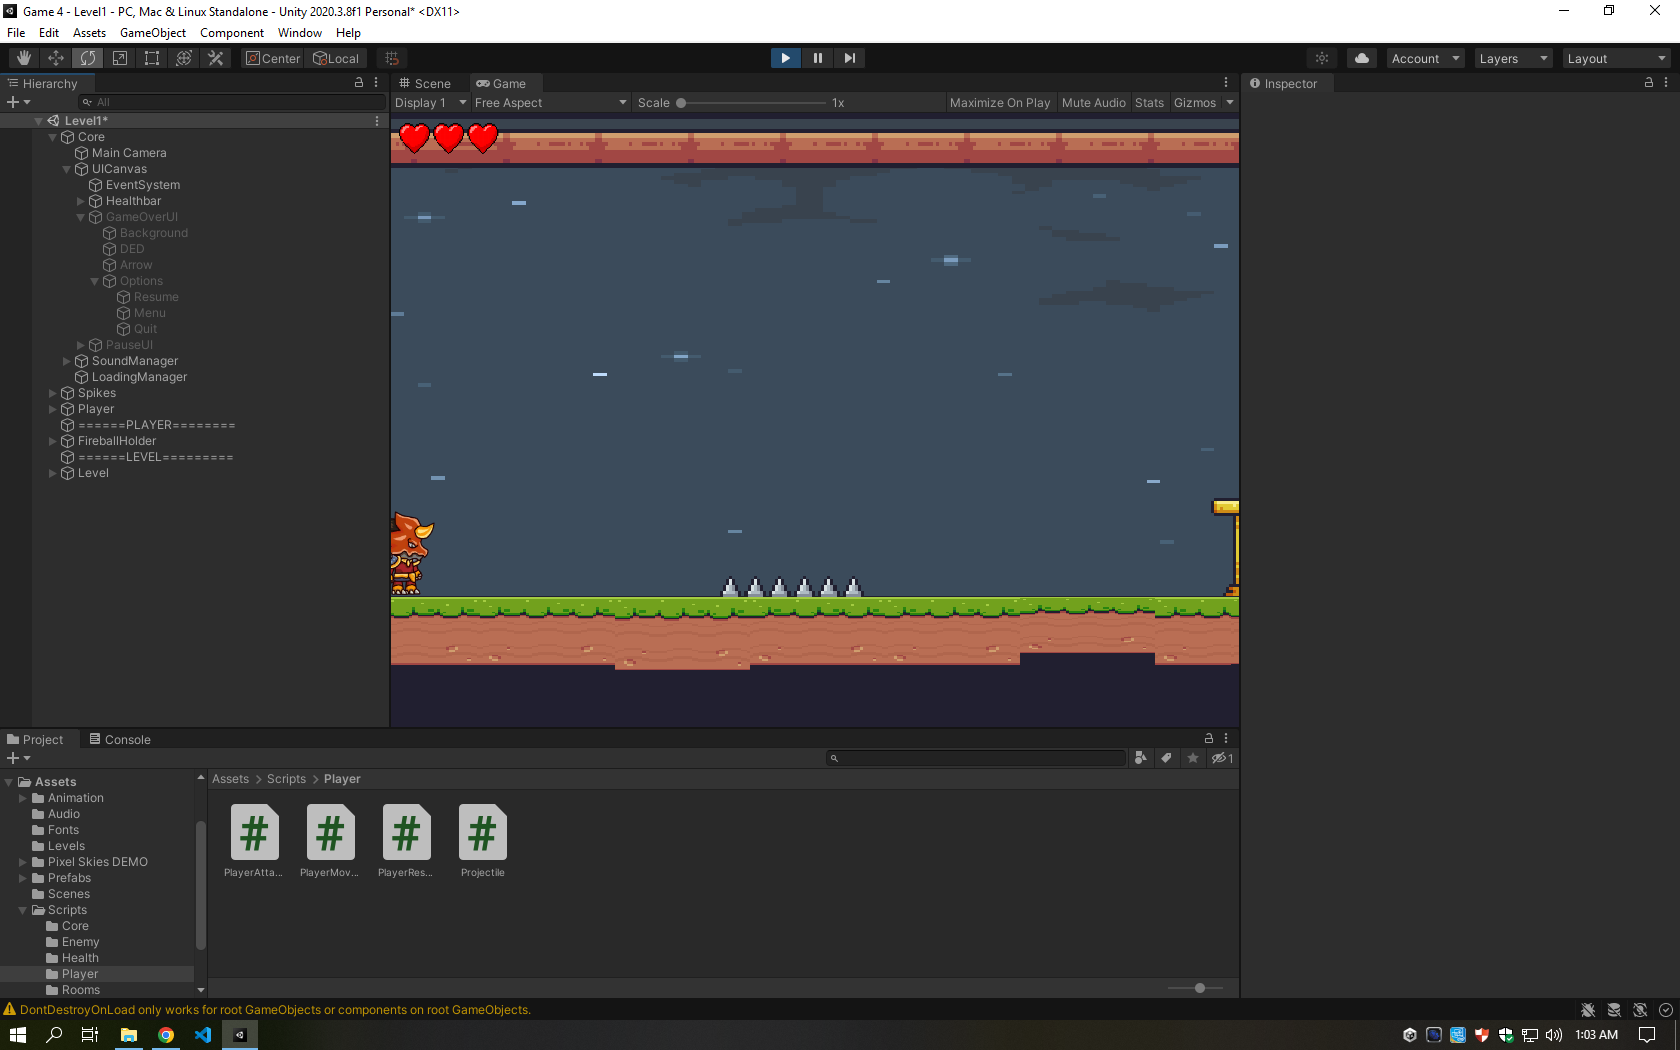 Game 4 - Level1 - PC, Mac & Linux Standalone - Unity 2020.3.8f1 Personal* <DX11>
File Edit Assets GameObject Component Window Help
Center Local Account Layers Layout
Hierarchy
Scene Game
Inspector
All
Display 1 Free Aspect Scale 1x Maximize On Play Mute Audio Stats Gizmos
Level1*
Core
Main Camera
UICanvas
EventSystem
Healthbar
GameOverUI
Background
DED
Arrow
Options
Resume
Menu
Quit
PauseUI
SoundManager
LoadingManager
Spikes
Player
======PLAYER========
FireballHolder
======LEVEL=========
Level
Project Console
1
Assets
Animation
Audio
Fonts
Levels
Pixel Skies DEMO
Prefabs
Scenes
Scripts
Core
Enemy
Health
Player
Rooms
Assets > Scripts > Player
PlayerAtta... PlayerMov... PlayerRes... Projectile
DontDestroyOnLoad only works for root GameObjects or components on root GameObjects.
1:03 AM